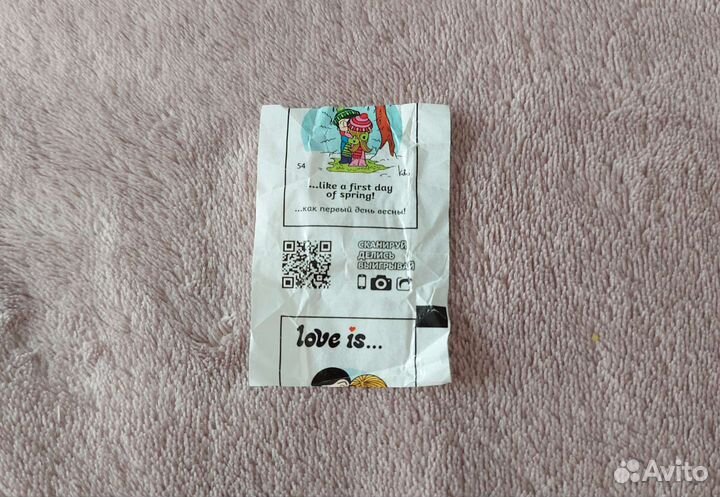 54
...like a first day
of spring!
...как первый день весны!
СКАНИРУЙ
ДЕЛИСЬ
ВЫИГРЫВАЙ
love is...
Avito